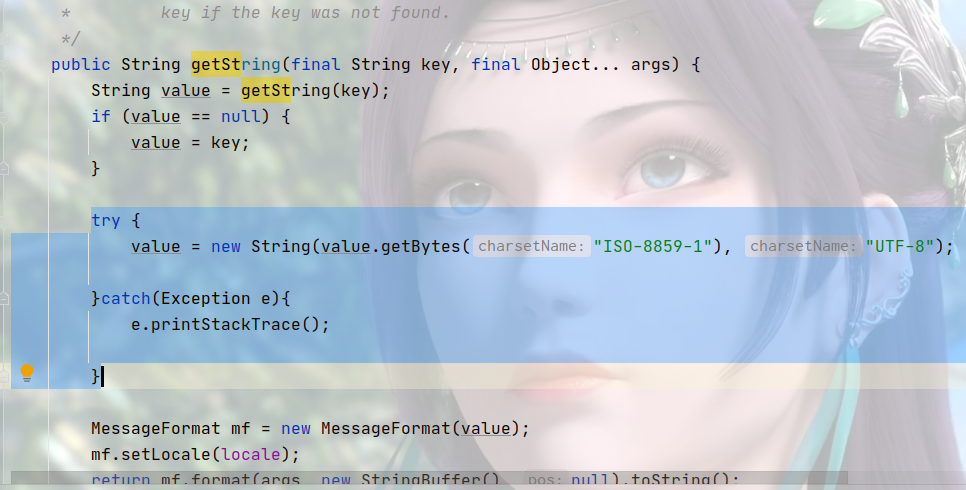 * key if the key was not found.
*/
public String getString(final String key, final Object... args) {
String value = getString(key);
if (value == null) {
value = key;
}
try {
value = new String(value.getBytes( charsetName: "ISO-8859-1"), charsetName: "UTF-8");
}catch(Exception e){
e.printStackTrace();
}
MessageFormat mf = new MessageFormat(value);
mf.setLocale(locale);
return mf.format(args, new StringBuffer(), pos: null).toString();